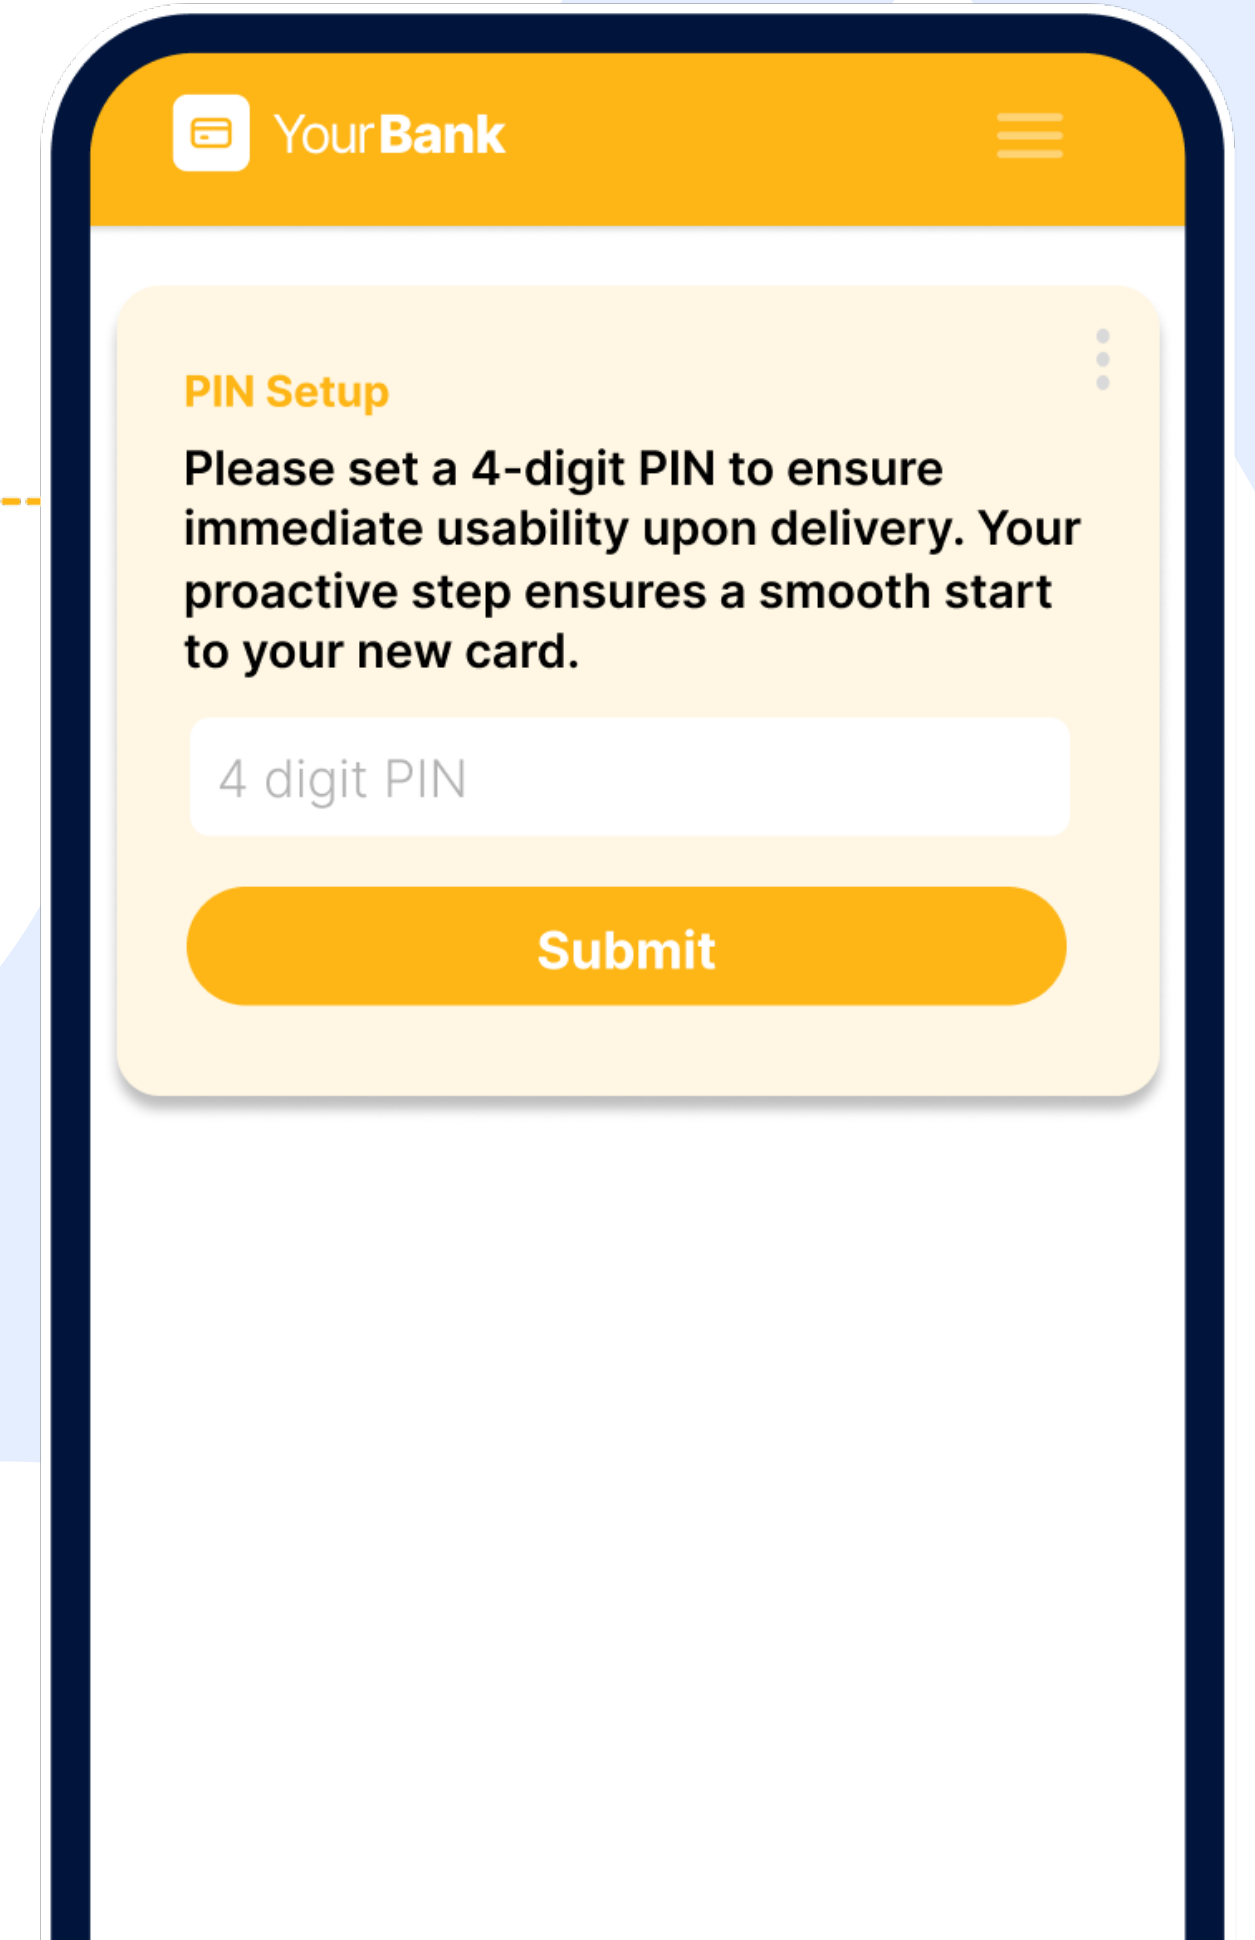 YourBank
PIN Setup
Please set a 4-digit PIN to ensure
immediate usability upon delivery. Your
proactive step ensures a smooth start
to your new card.
4 digit PIN
Submit